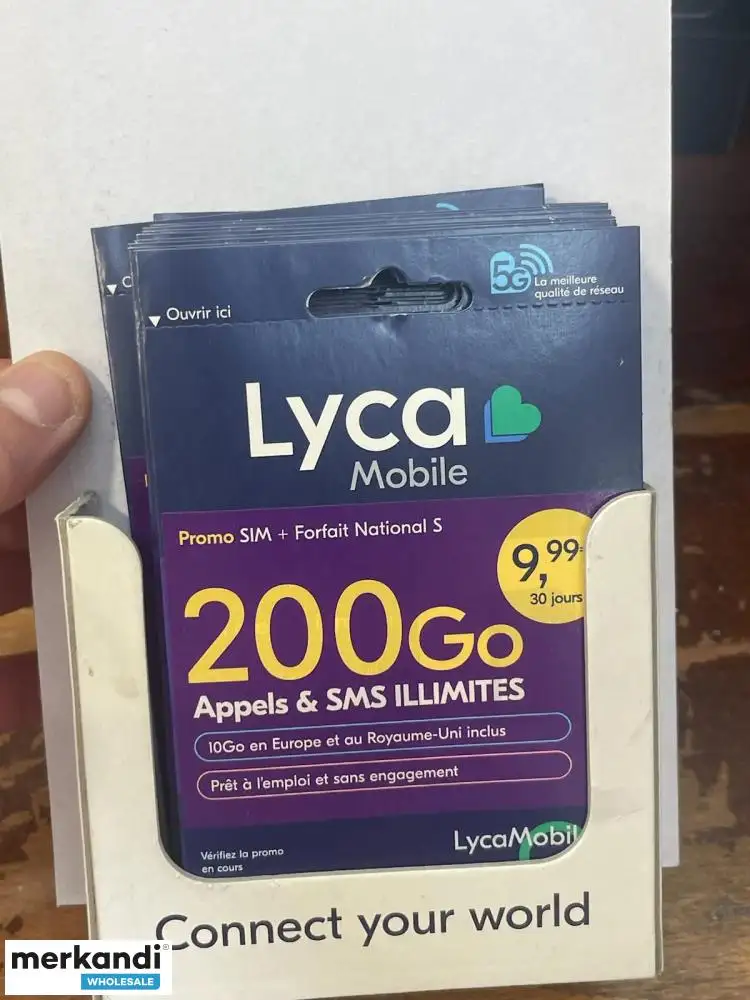 5G La meilleure
qualité de réseau
Ouvrir ici
Lyca
Mobile
Promo SIM + Forfait National S
9,99
30 jours
200Go
Appels & SMS ILLIMITES
10Go en Europe et au Royaume-Uni inclus
Prêt à l'emploi et sans engagement
LycaMobil
Vérifiez la promo
en cours
Connect your world
merkandi®
WHOLESALE